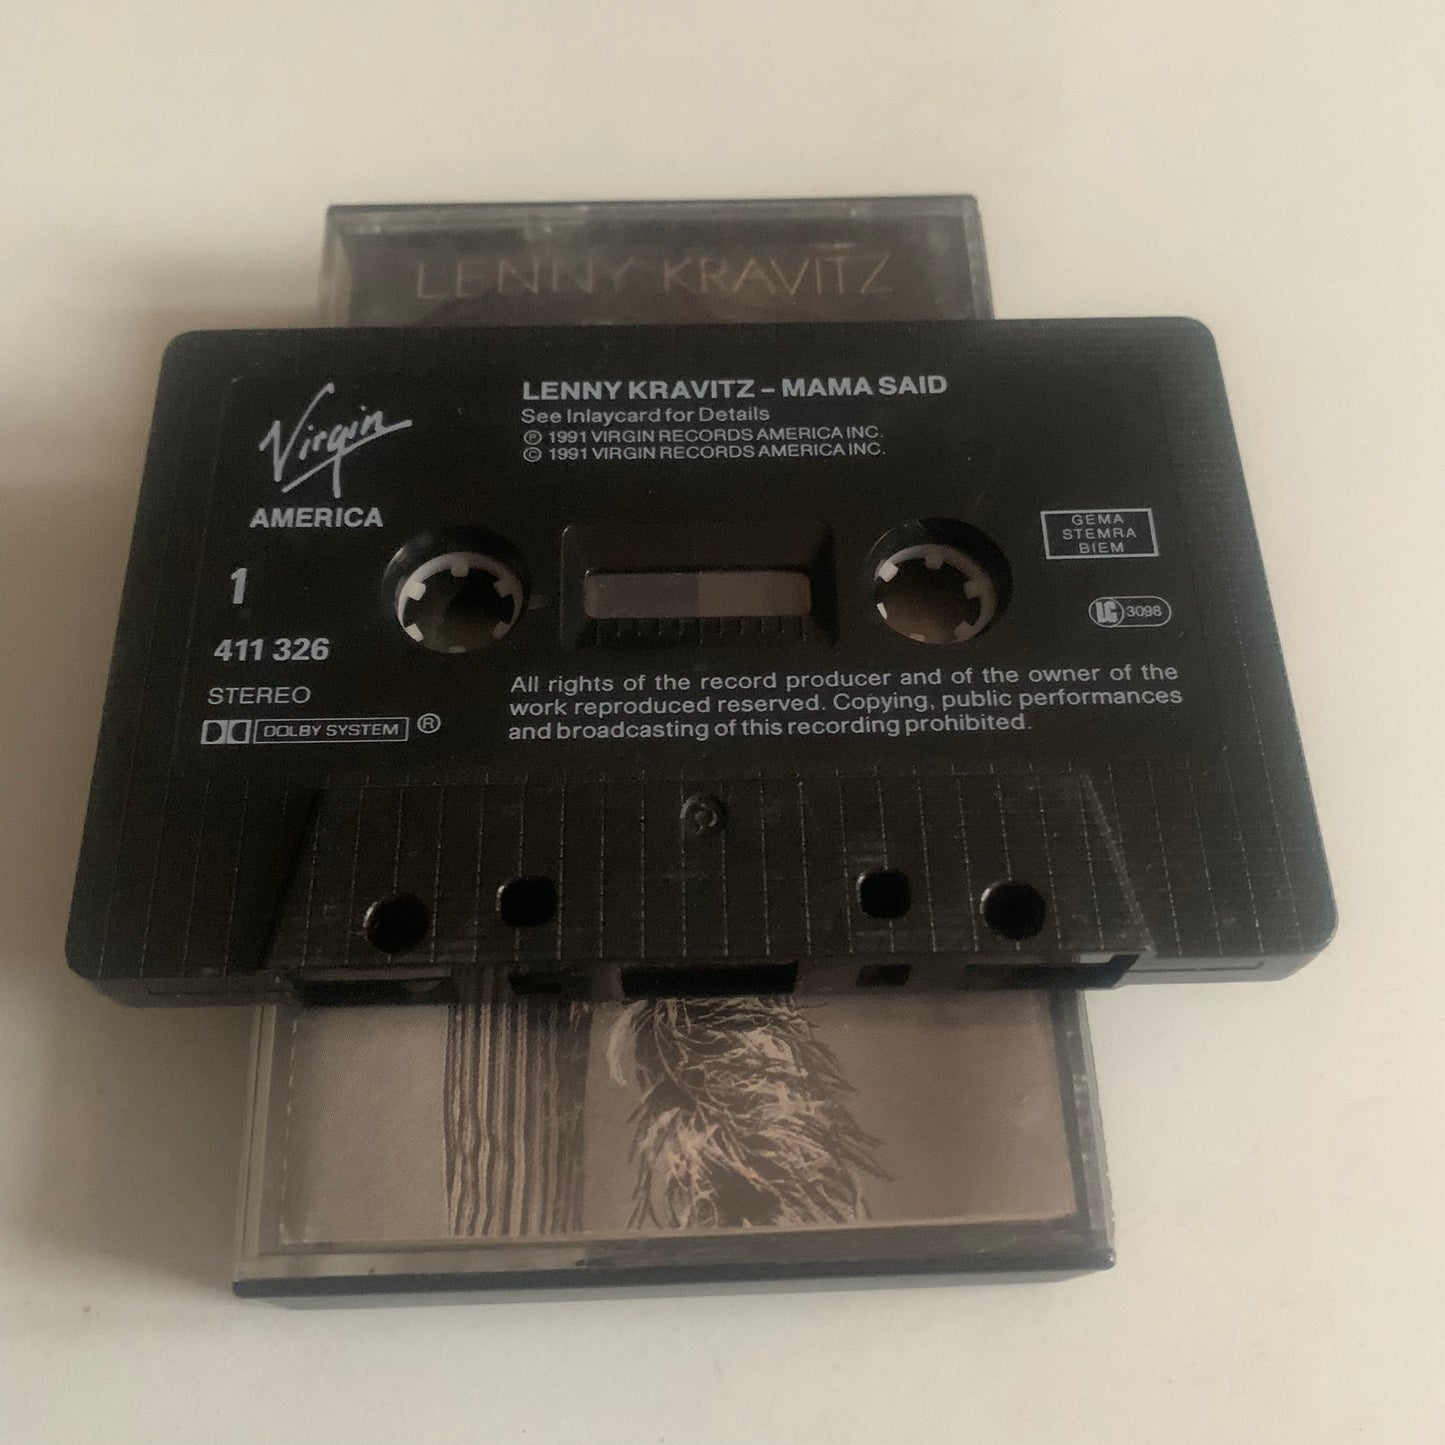 LENNY KRAVITZ
Virgin
AMERICA
1
411 326
STEREO
DOLBY SYSTEM ®
LENNY KRAVITZ – MAMA SAID
See Inlaycard for Details
℗ 1991 VIRGIN RECORDS AMERICA INC.
© 1991 VIRGIN RECORDS AMERICA INC.
GEMA
STEMRA
BIEM
LC 3098
All rights of the record producer and of the owner of the
work reproduced reserved. Copying, public performances
and broadcasting of this recording prohibited.